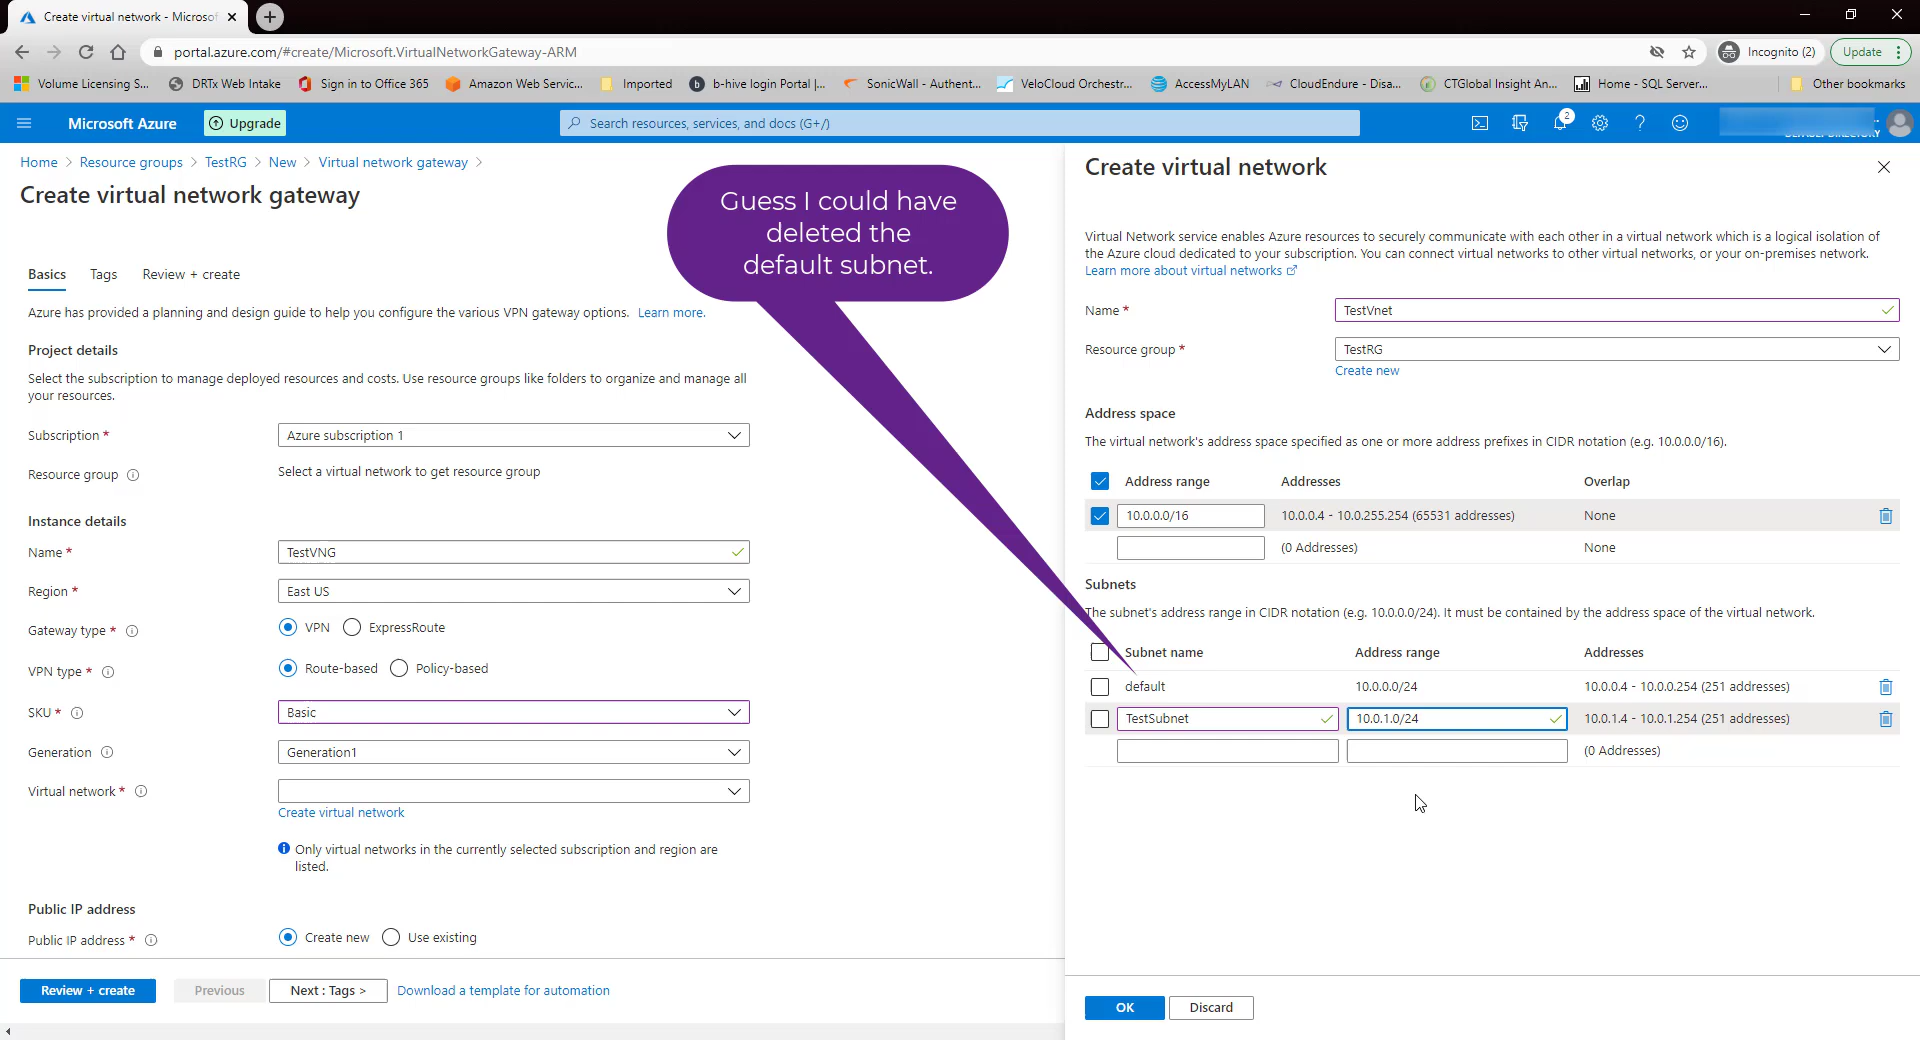 Create virtual network - Microsof
portal.azure.com/#create/Microsoft.VirtualNetworkGateway-ARM
Incognito (2)
Update
Volume Licensing S...
DRTx Web Intake
Sign in to Office 365
Amazon Web Servic...
Imported
b-hive login Portal |...
SonicWall - Authent...
VeloCloud Orchestr...
AccessMyLAN
CloudEndure - Disa...
CTGlobal Insight An...
Home - SQL Server...
Other bookmarks
Microsoft Azure
Upgrade
Search resources, services, and docs (G+/)
2
DEFAULT DIRECTORY
Home > Resource groups > TestRG > New > Virtual network gateway >
Create virtual network gateway
Basics
Tags
Review + create
Azure has provided a planning and design guide to help you configure the various VPN gateway options. Learn more.
Project details
Select the subscription to manage deployed resources and costs. Use resource groups like folders to organize and manage all
your resources.
Subscription *
Azure subscription 1
Resource group
Select a virtual network to get resource group
Instance details
Name *
TestVNG
Region *
East US
Gateway type *
VPN
ExpressRoute
VPN type *
Route-based
Policy-based
SKU *
Basic
Generation
Generation1
Virtual network *
Create virtual network
Only virtual networks in the currently selected subscription and region are
listed.
Public IP address
Public IP address *
Create new
Use existing
Review + create
Previous
Next : Tags >
Download a template for automation
Guess I could have
deleted the
default subnet.
Create virtual network
Virtual Network service enables Azure resources to securely communicate with each other in a virtual network which is a logical isolation of
the Azure cloud dedicated to your subscription. You can connect virtual networks to other virtual networks, or your on-premises network.
Learn more about virtual networks
Name *
TestVnet
Resource group *
TestRG
Create new
Address space
The virtual network's address space specified as one or more address prefixes in CIDR notation (e.g. 10.0.0.0/16).
Address range
Addresses
Overlap
10.0.0.0/16
10.0.0.4 - 10.0.255.254 (65531 addresses)
None
(0 Addresses)
None
Subnets
The subnet's address range in CIDR notation (e.g. 10.0.0.0/24). It must be contained by the address space of the virtual network.
Subnet name
Address range
Addresses
default
10.0.0.0/24
10.0.0.4 - 10.0.0.254 (251 addresses)
TestSubnet
10.0.1.0/24
10.0.1.4 - 10.0.1.254 (251 addresses)
(0 Addresses)
OK
Discard